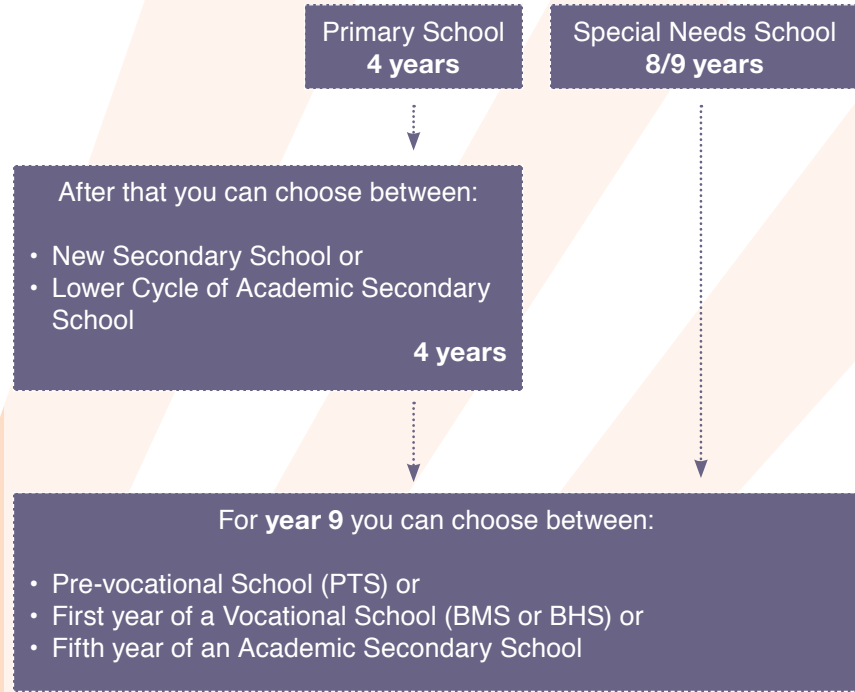 Primary School
4 years
Special Needs School
8/9 years
After that you can choose between:
• New Secondary School or
• Lower Cycle of Academic Secondary
School
4 years
For year 9 you can choose between:
• Pre-vocational School (PTS) or
• First year of a Vocational School (BMS or BHS) or
• Fifth year of an Academic Secondary School